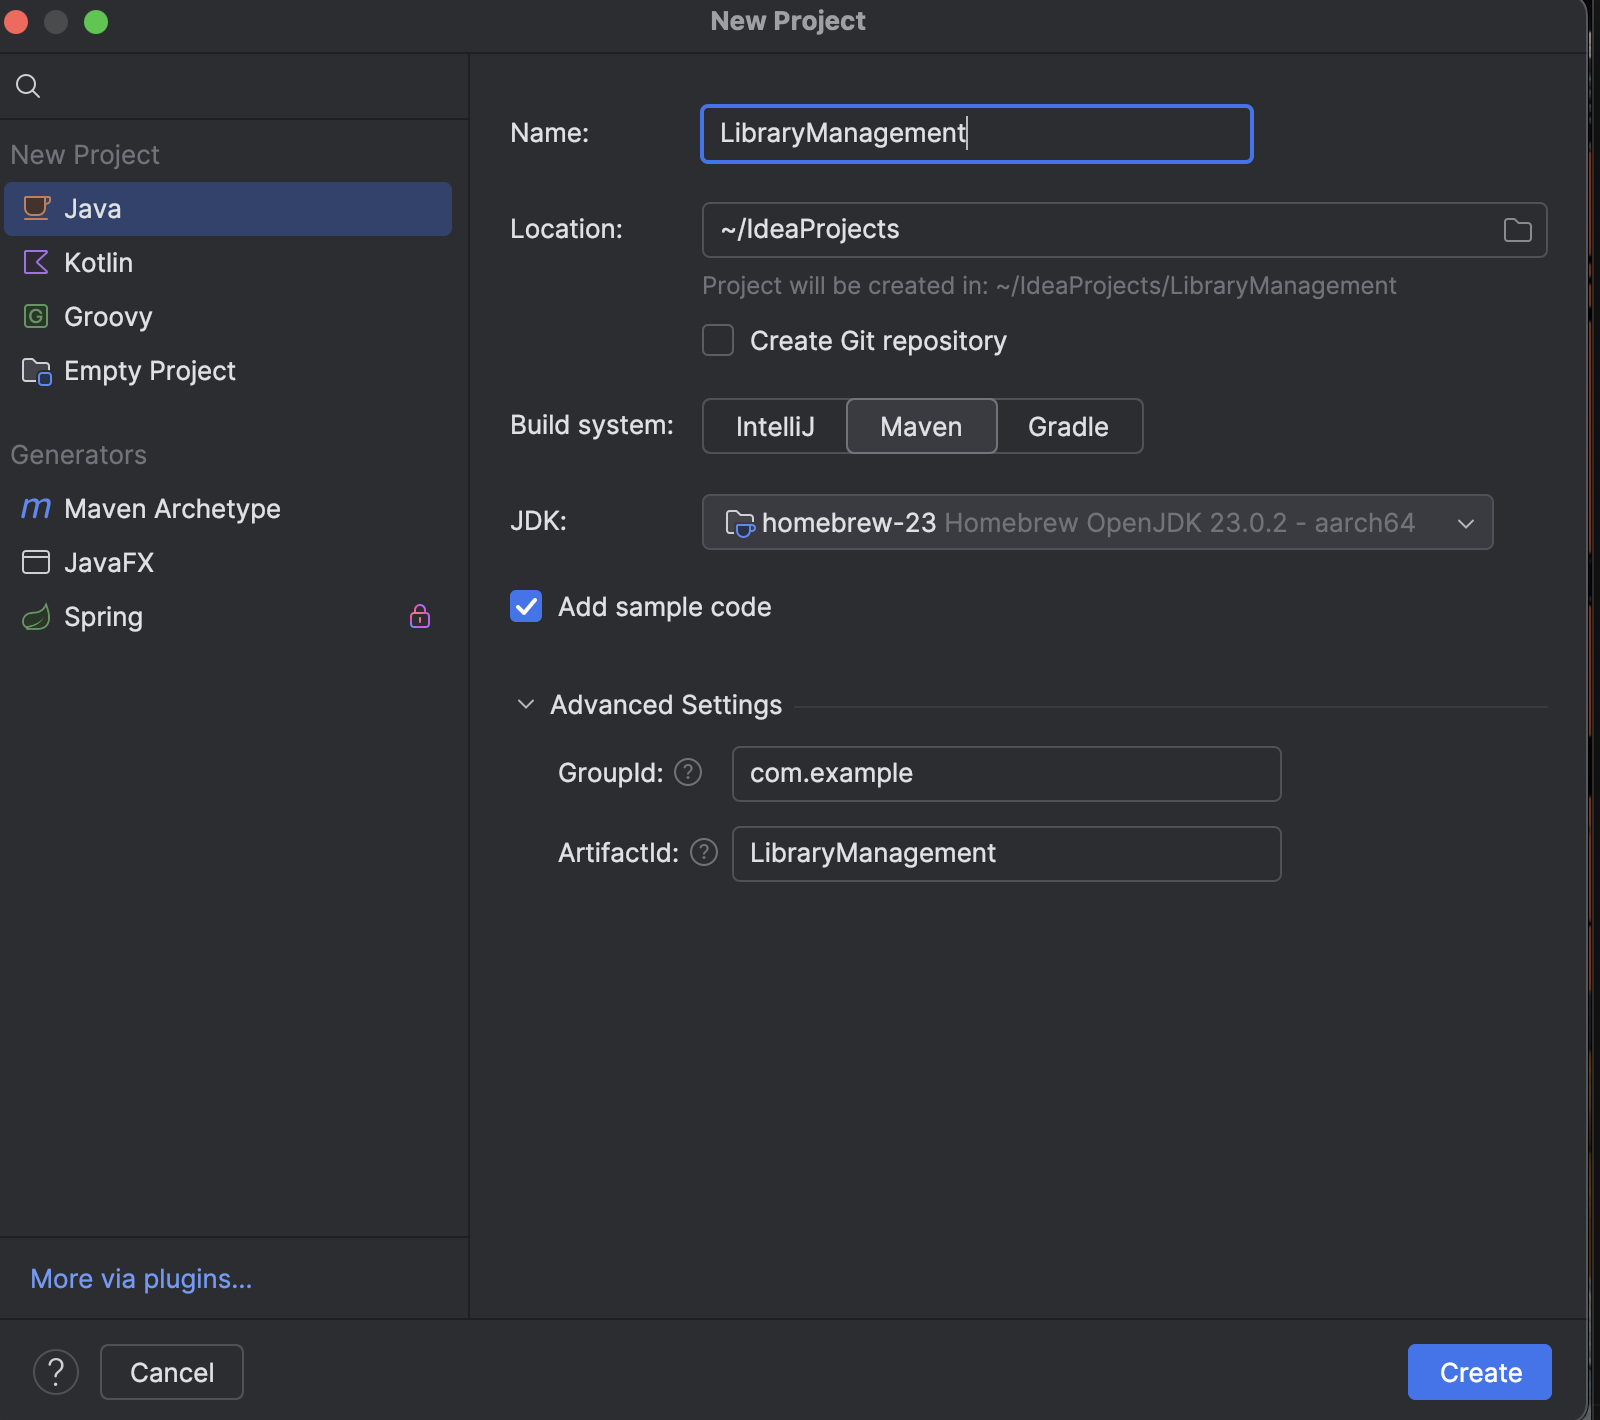 New Project
New Project
Java
Kotlin
Groovy
Empty Project
Generators
Maven Archetype
JavaFX
Spring
More via plugins...
Name: LibraryManagement
Location: ~/IdeaProjects
Project will be created in: ~/IdeaProjects/LibraryManagement
Create Git repository
Build system: IntelliJ Maven Gradle
JDK: homebrew-23 Homebrew OpenJDK 23.0.2 - aarch64
Add sample code
Advanced Settings
GroupId: ? com.example
ArtifactId: ? LibraryManagement
? Cancel Create